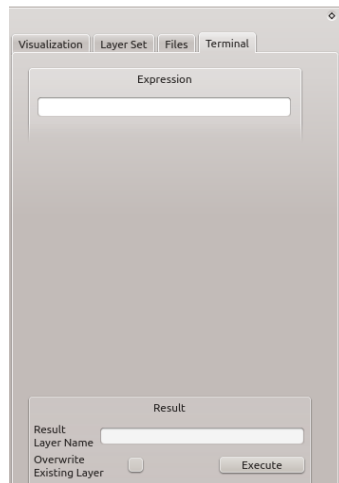 Visualization Layer Set Files Terminal
Expression
Result
Result
Layer Name
Overwrite
Existing Layer
Execute